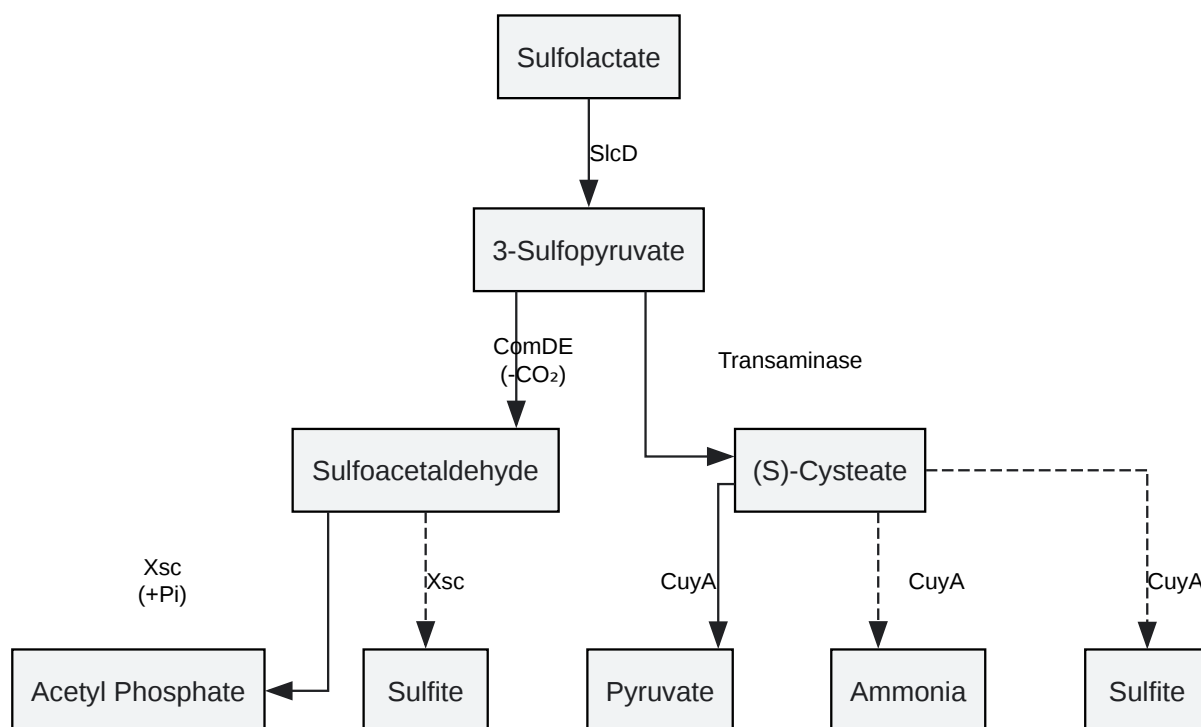 Sulfolactate
SlcD
3-Sulfopyruvate
ComDE
(-CO₂)
Transaminase
Sulfoacetaldehyde
(S)-Cysteate
Xsc
(+Pi)
Xsc
CuyA
CuyA
CuyA
Acetyl Phosphate
Sulfite
Pyruvate
Ammonia
Sulfite